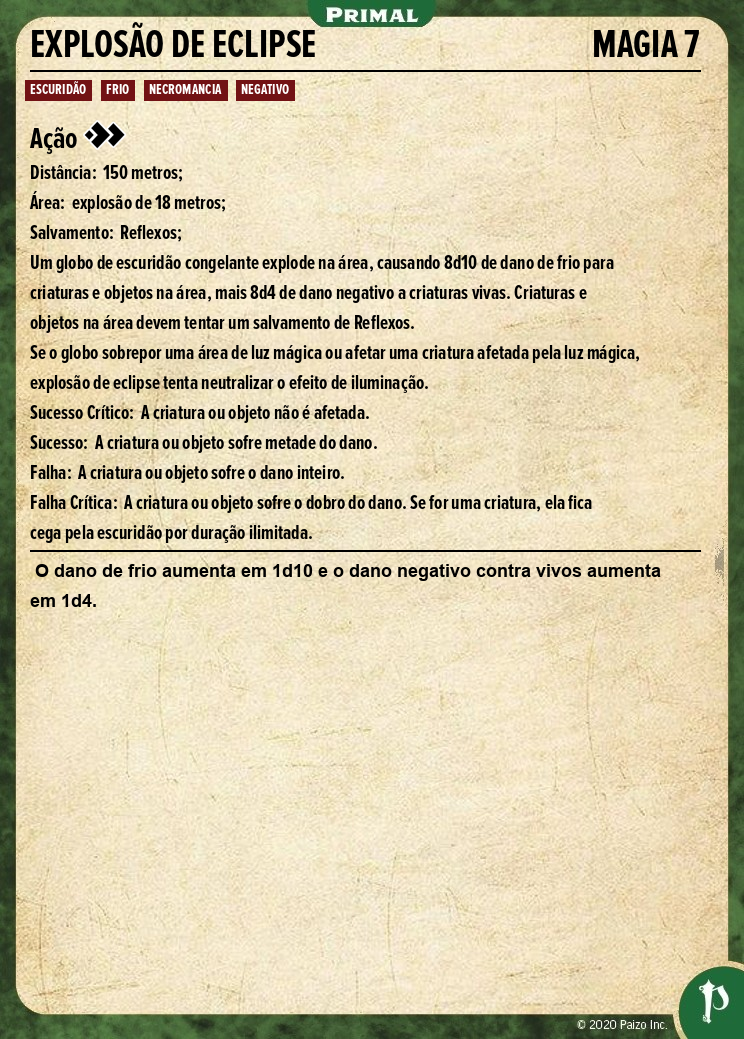 PRIMAL
EXPLOSÃO DE ECLIPSE MAGIA 7
ESCURIDÃO FRIO NECROMANCIA NEGATIVO
Ação
Distância: 150 metros;
Área: explosão de 18 metros;
Salvamento: Reflexos;
Um globo de escuridão congelante explode na área, causando 8d10 de dano de frio para
criaturas e objetos na área, mais 8d4 de dano negativo a criaturas vivas. Criaturas e
objetos na área devem tentar um salvamento de Reflexos.
Se o globo sobrepor uma área de luz mágica ou afetar uma criatura afetada pela luz mágica,
explosão de eclipse tenta neutralizar o efeito de iluminação.
Sucesso Crítico: A criatura ou objeto não é afetada.
Sucesso: A criatura ou objeto sofre metade do dano.
Falha: A criatura ou objeto sofre o dano inteiro.
Falha Crítica: A criatura ou objeto sofre o dobro do dano. Se for uma criatura, ela fica
cega pela escuridão por duração ilimitada.
O dano de frio aumenta em 1d10 e o dano negativo contra vivos aumenta
em 1d4.
© 2020 Paizo Inc.